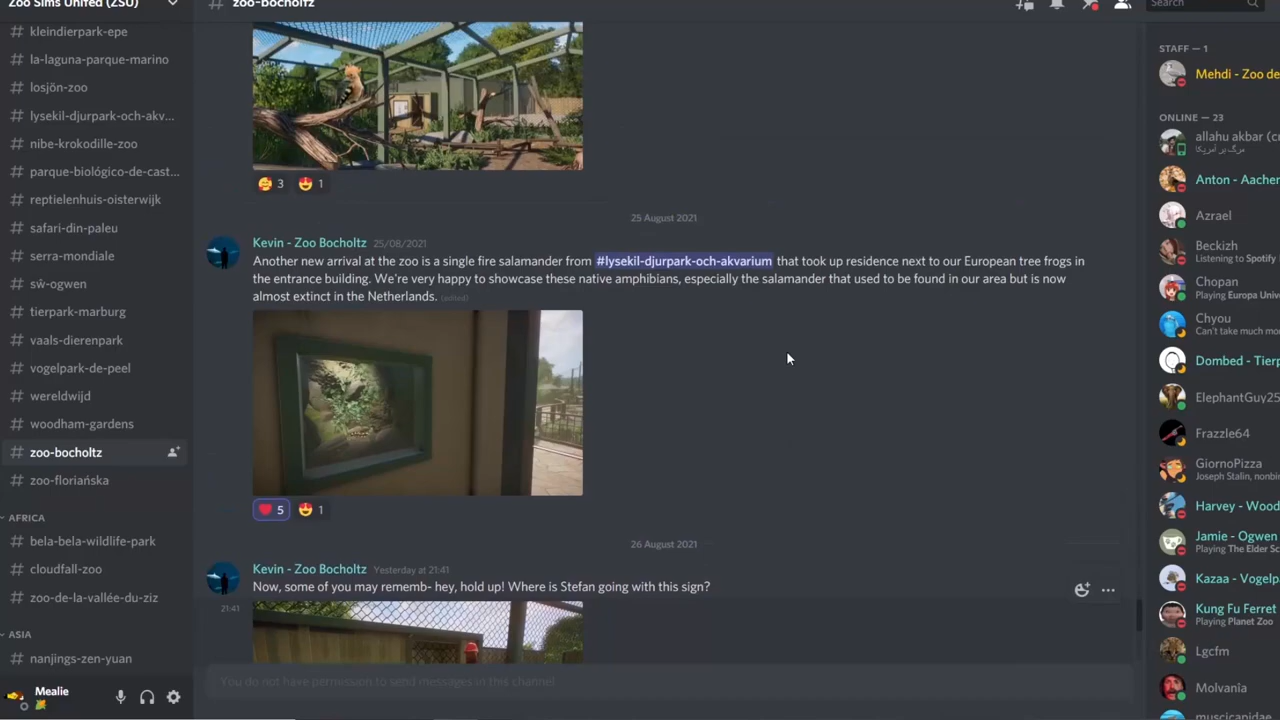 Zoo Sims United (ZSU)
# kleindierpark-epe
# la-laguna-parque-marino
# losjön-zoo
# lysekil-djurpark-och-akv...
# nibe-krokodille-zoo
# parque-biológico-de-cast...
# reptielenhuis-oisterwijk
# safari-din-paleu
# serra-mondiale
# sŵ-ogwen
# tierpark-marburg
# vaals-dierenpark
# vogelpark-de-peel
# wereldwijd
# woodham-gardens
# zoo-bocholtz
# zoo-floriańska
AFRICA
# bela-bela-wildlife-park
# cloudfall-zoo
# zoo-de-la-vallée-du-ziz
ASIA
# nanjings-zen-yuan
Mealie
# zoo-bocholtz
Search
3 1
25 August 2021
Kevin - Zoo Bocholtz 25/08/2021
Another new arrival at the zoo is a single fire salamander from #lysekil-djurpark-och-akvarium that took up residence next to our European tree frogs in
the entrance building. We're very happy to showcase these native amphibians, especially the salamander that used to be found in our area but is now
almost extinct in the Netherlands. (edited)
5 1
26 August 2021
Kevin - Zoo Bocholtz Yesterday at 21:41
Now, some of you may rememb- hey, hold up! Where is Stefan going with this sign?
21:41
You do not have permission to send messages in this channel.
STAFF — 1
Mehdi - Zoo de
ONLINE — 23
allahu akbar (c
مرگ بر آمریکا
Anton - Aacher
Azrael
Beckizh
Listening to Spotify
Chopan
Playing Europa Univ
Chyou
Can't take much mo
Dombed - Tierp
ElephantGuy25
Frazzle64
GiornoPizza
Joseph Stalin, nonbin
Harvey - Wood
Jamie - Ogwen
Playing The Elder Sc
Kazaa - Vogelpa
Kung Fu Ferret
Playing Planet Zoo
Lgcfm
Molvania
muscicapidae